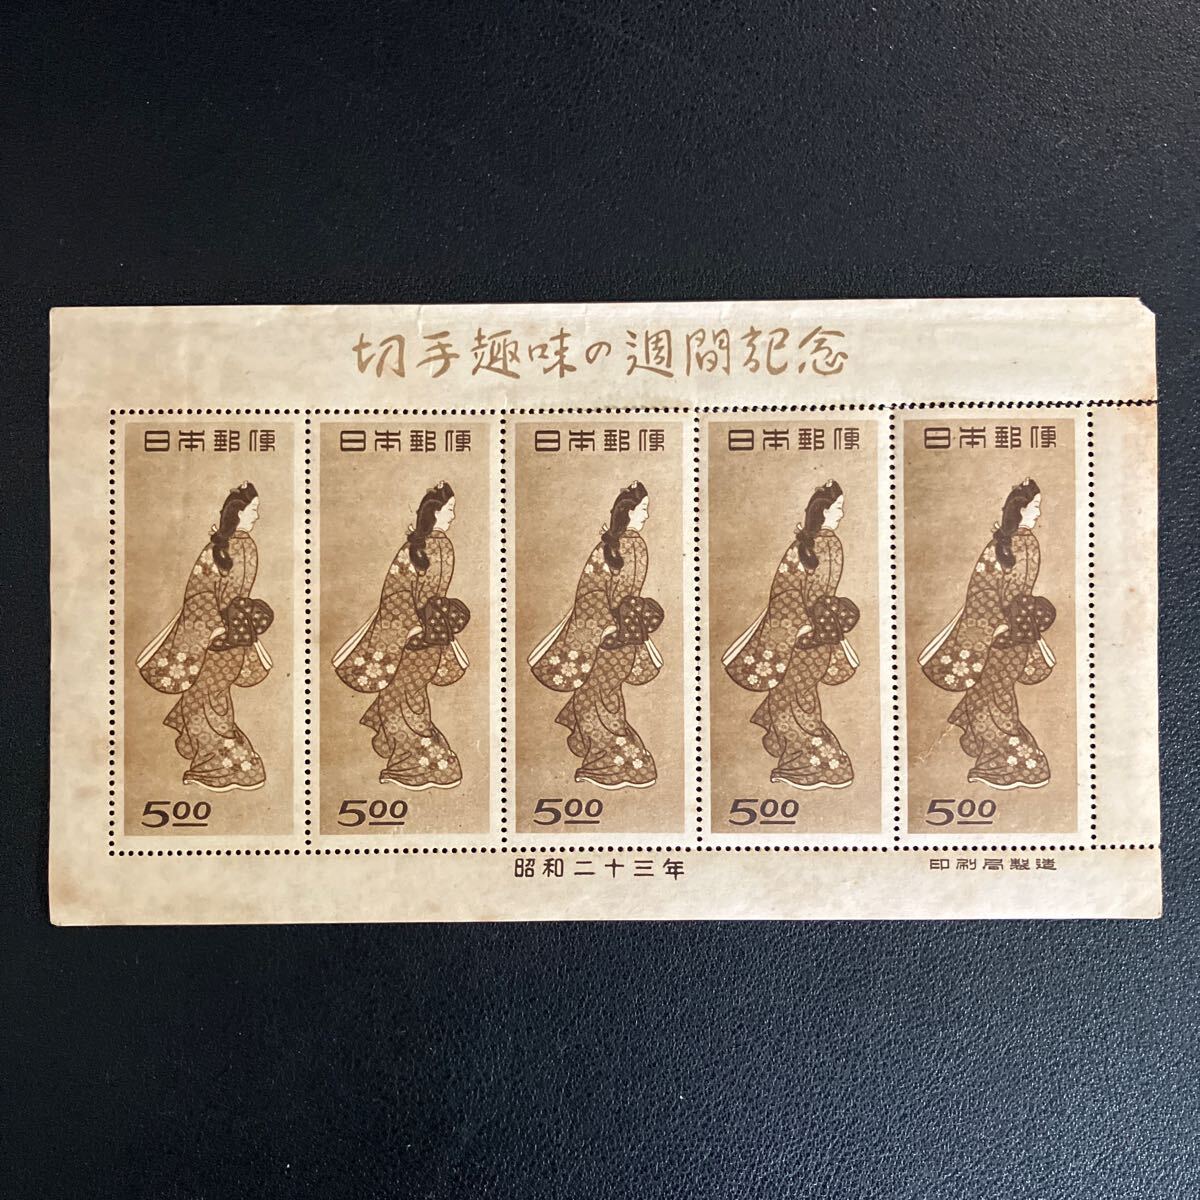 切手趣味の週間記念
日本郵便 日本郵便 日本郵便 日本郵便 日本郵便
5.00 5.00 5.00 5.00 5.00
昭和二十三年 印刷局製造